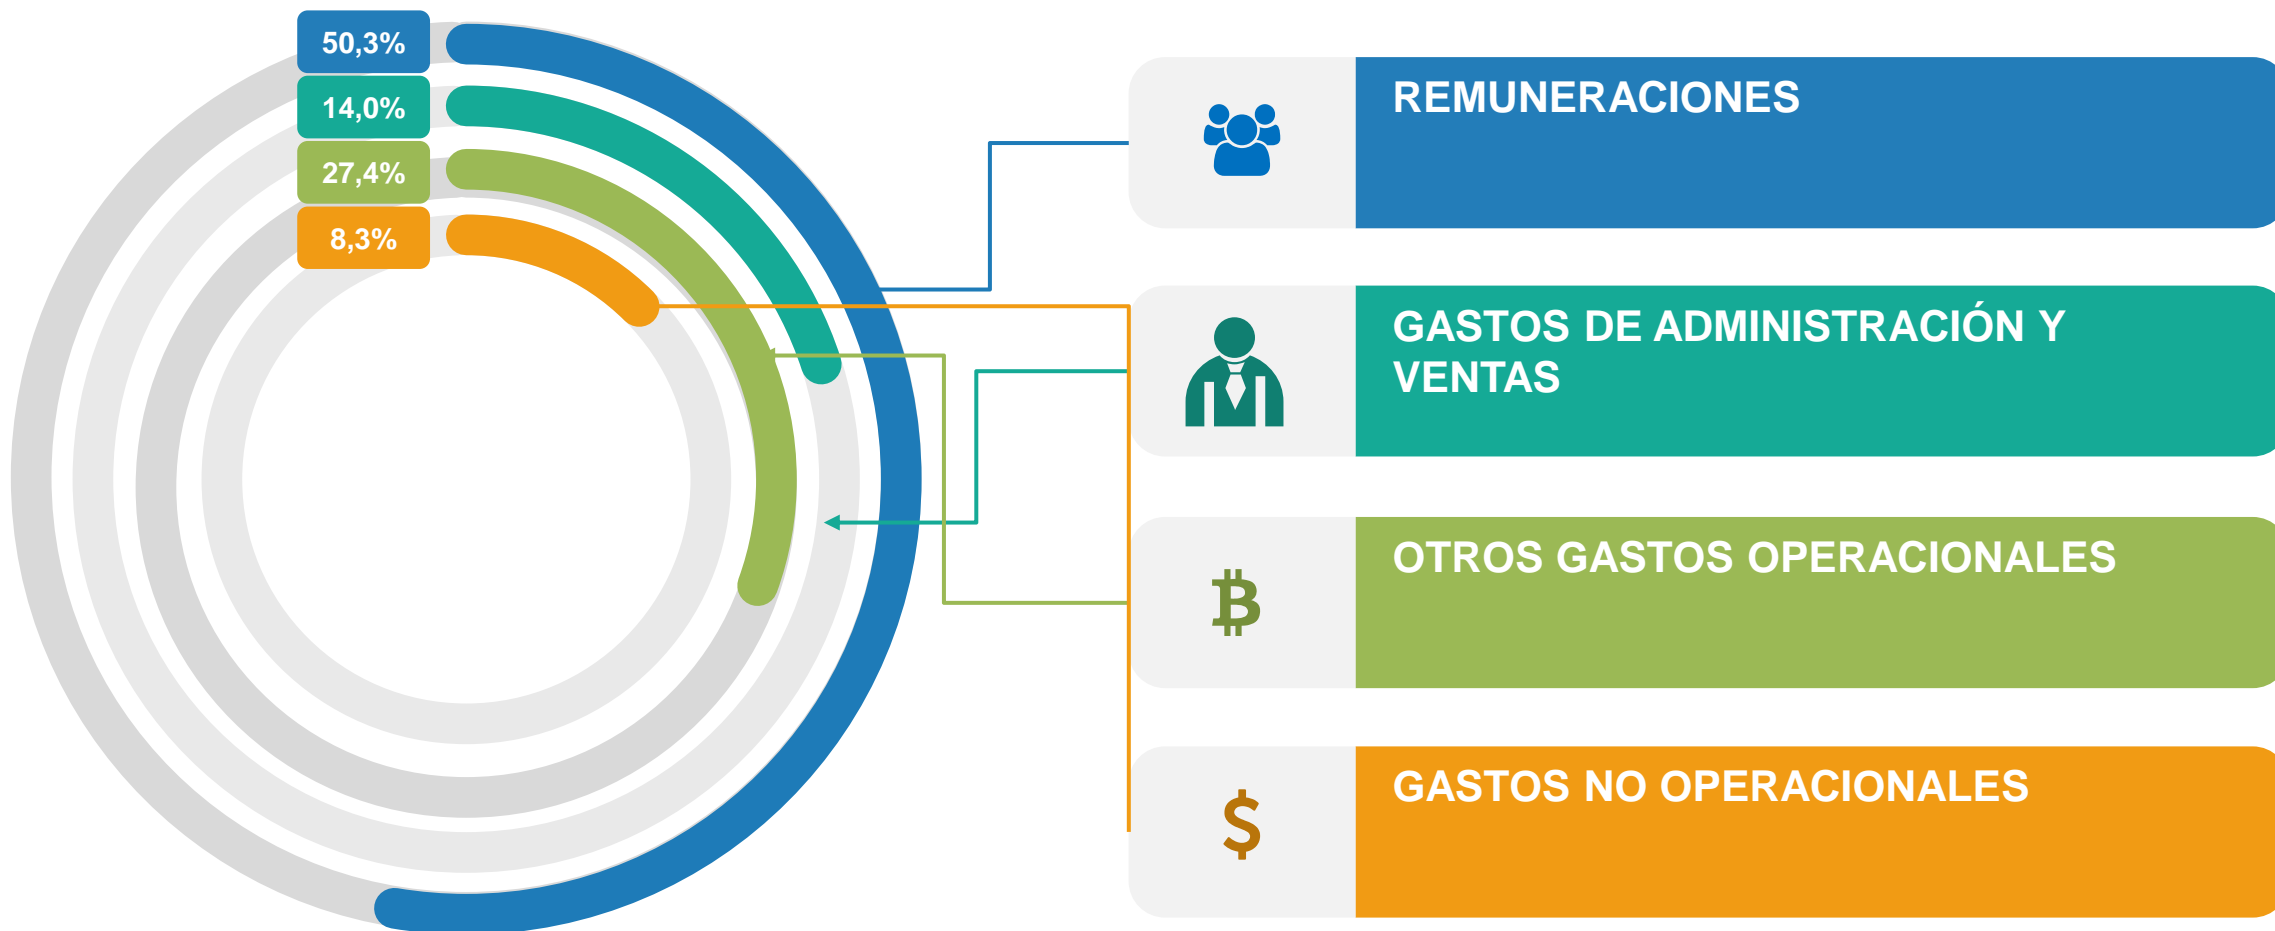 50,3%
14,0%
27,4%
8,3%
REMUNERACIONES
GASTOS DE ADMINISTRACIÓN Y
VENTAS
OTROS GASTOS OPERACIONALES
GASTOS NO OPERACIONALES